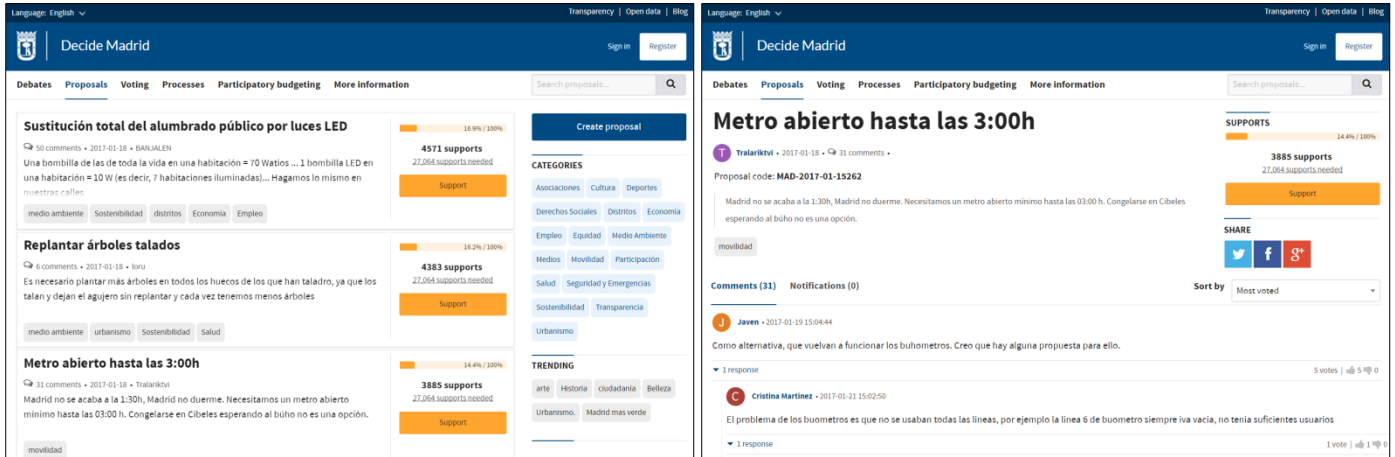 Language: English
Transparency | Open data | Blog
Decide Madrid
Sign in
Register
Debates Proposals Voting Processes Participatory budgeting More information
Search proposals...
Sustitución total del alumbrado público por luces LED
50 comments • 2017-01-18 • BANJALEN
Una bombilla de las de toda la vida en una habitación = 70 Watios ... 1 bombilla LED en
una habitación = 10 W (es decir, 7 habitaciones iluminadas)... Hagamos lo mismo en
nuestras calles
medio ambiente Sostenibilidad distritos Economía Empleo
16.9% / 100%
4571 supports
27,064 supports needed
Support
Replantar árboles talados
6 comments • 2017-01-18 • loru
Es necesario plantar más árboles en todos los huecos de los que han taladro, ya que los
talan y dejan el agujero sin replantar y cada vez tenemos menos árboles
medio ambiente urbanismo Sostenibilidad Salud
16.2% / 100%
4383 supports
27,064 supports needed
Support
Metro abierto hasta las 3:00h
31 comments • 2017-01-18 • Tralariktvi
Madrid no se acaba a la 1:30h, Madrid no duerme. Necesitamos un metro abierto
mínimo hasta las 03:00 h. Congelarse en Cibeles esperando al búho no es una opción.
movilidad
14.4% / 100%
3885 supports
27,064 supports needed
Support
Create proposal
CATEGORIES
Asociaciones Cultura Deportes
Derechos Sociales Distritos Economía
Empleo Equidad Medio Ambiente
Medios Movilidad Participación
Salud Seguridad y Emergencias
Sostenibilidad Transparencia
Urbanismo
TRENDING
arte Historia ciudadanía Belleza
Urbanismo. Madrid mas verde
Language: English
Transparency | Open data | Blog
Decide Madrid
Sign in
Register
Debates Proposals Voting Processes Participatory budgeting More information
Search proposals...
Metro abierto hasta las 3:00h
T Tralariktvi • 2017-01-18 • 31 comments •
Proposal code: MAD-2017-01-15262
Madrid no se acaba a la 1:30h, Madrid no duerme. Necesitamos un metro abierto mínimo hasta las 03:00 h. Congelarse en Cibeles
esperando al búho no es una opción.
movilidad
SUPPORTS
14.4% / 100%
3885 supports
27,064 supports needed
Support
SHARE
Comments (31) Notifications (0)
Sort by Most voted
J Javen • 2017-01-19 15:04:44
Como alternativa, que vuelvan a funcionar los buhometros. Creo que hay alguna propuesta para ello.
1 response
5 votes | 5 0
C Cristina Martinez • 2017-01-21 15:02:50
El problema de los buometros es que no se usaban todas las lineas, por ejemplo la linea 6 de buometro siempre iva vacia, no tenia suficientes usuarios
1 response
1 vote | 1 0